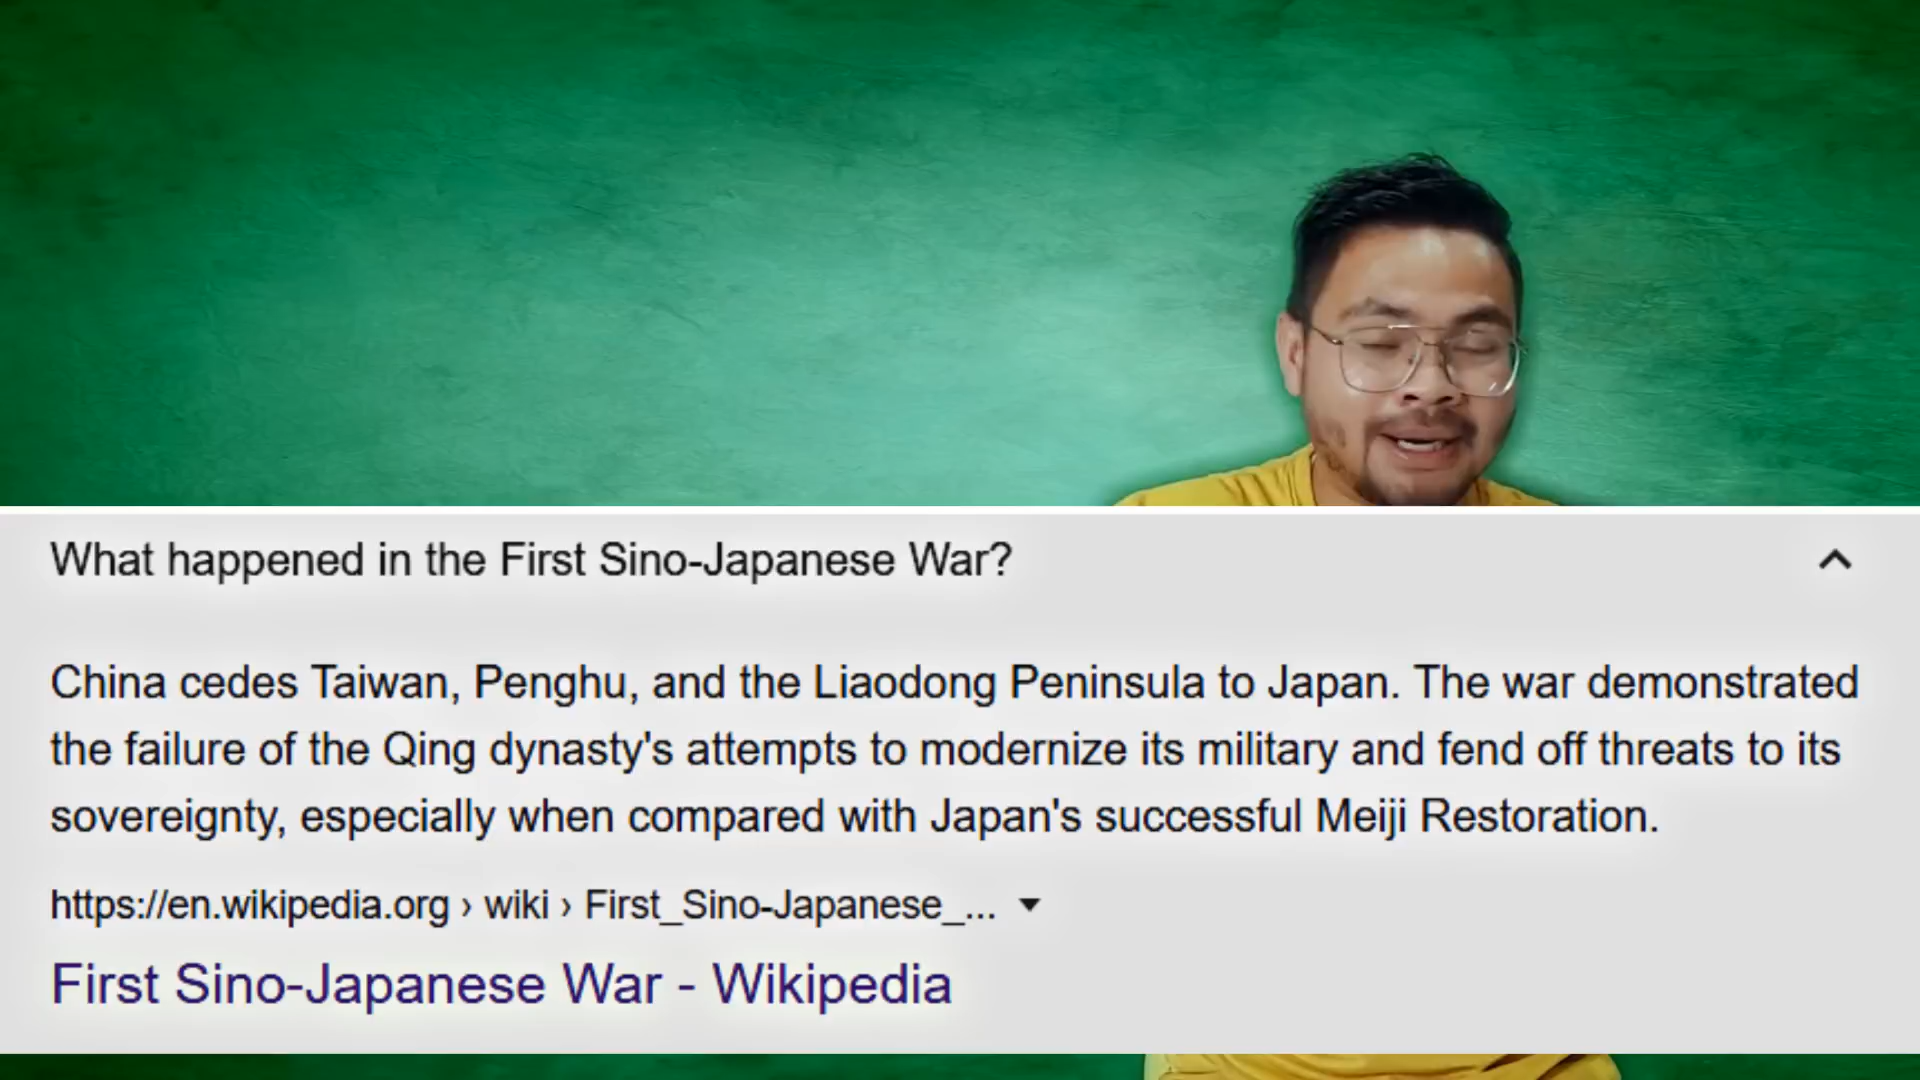 What happened in the First Sino-Japanese War?
China cedes Taiwan, Penghu, and the Liaodong Peninsula to Japan. The war demonstrated
the failure of the Qing dynasty's attempts to modernize its military and fend off threats to its
sovereignty, especially when compared with Japan's successful Meiji Restoration.
https://en.wikipedia.org › wiki › First_Sino-Japanese_...
First Sino-Japanese War - Wikipedia